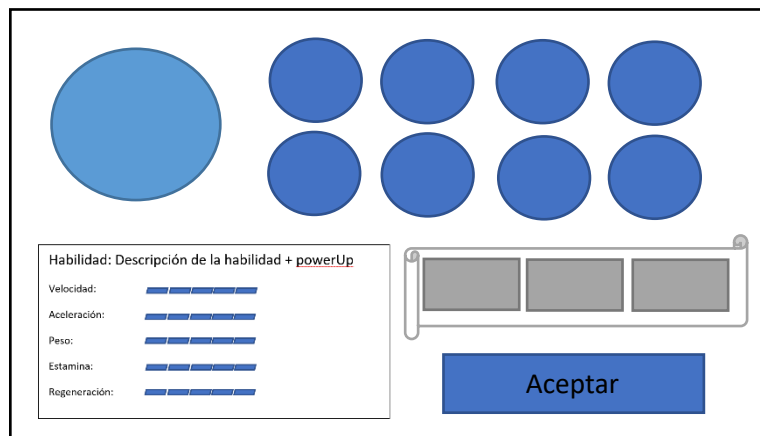 Habilidad: Descripción de la habilidad + powerUp
Velocidad:
Aceleración:
Peso:
Estamina:
Regeneración:
Aceptar